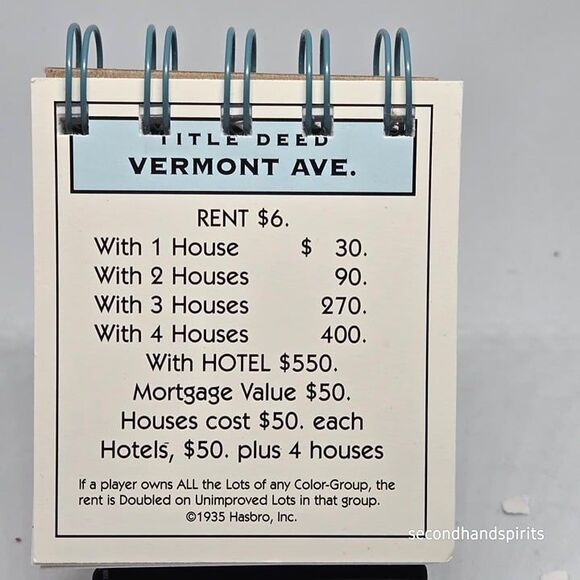 TITLE DEED
VERMONT AVE.
RENT $6.
With 1 House $ 30.
With 2 Houses 90.
With 3 Houses 270.
With 4 Houses 400.
With HOTEL $550.
Mortgage Value $50.
Houses cost $50. each
Hotels, $50. plus 4 houses
If a player owns ALL the Lots of any Color-Group, the
rent is Doubled on Unimproved Lots in that group.
©1935 Hasbro, Inc.
secondhandspirits